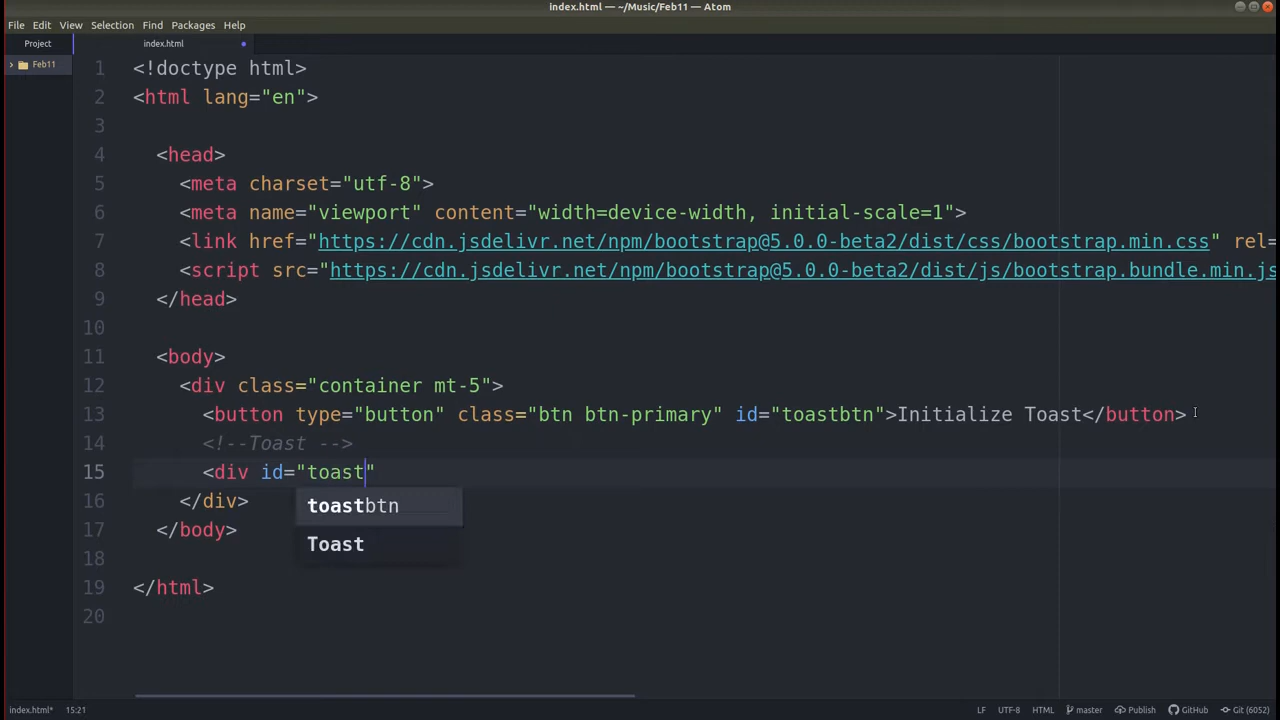 index.html — ~/Music/Feb11 — Atom
File Edit View Selection Find Packages Help
Project
index.html
Feb11
1 <!doctype html>
2 <html lang="en">
3
4 <head>
5 <meta charset="utf-8">
6 <meta name="viewport" content="width=device-width, initial-scale=1">
7 <link href="https://cdn.jsdelivr.net/npm/bootstrap@5.0.0-beta2/dist/css/bootstrap.min.css" rel=
8 <script src="https://cdn.jsdelivr.net/npm/bootstrap@5.0.0-beta2/dist/js/bootstrap.bundle.min.js
9 </head>
10
11 <body>
12 <div class="container mt-5">
13 <button type="button" class="btn btn-primary" id="toastbtn">Initialize Toast</button>
14 <!--Toast -->
15 <div id="toast"
16 </div>
toastbtn
17 </body>
Toast
18
19 </html>
20
index.html* 15:21 LF UTF-8 HTML master Publish GitHub Git (6052)